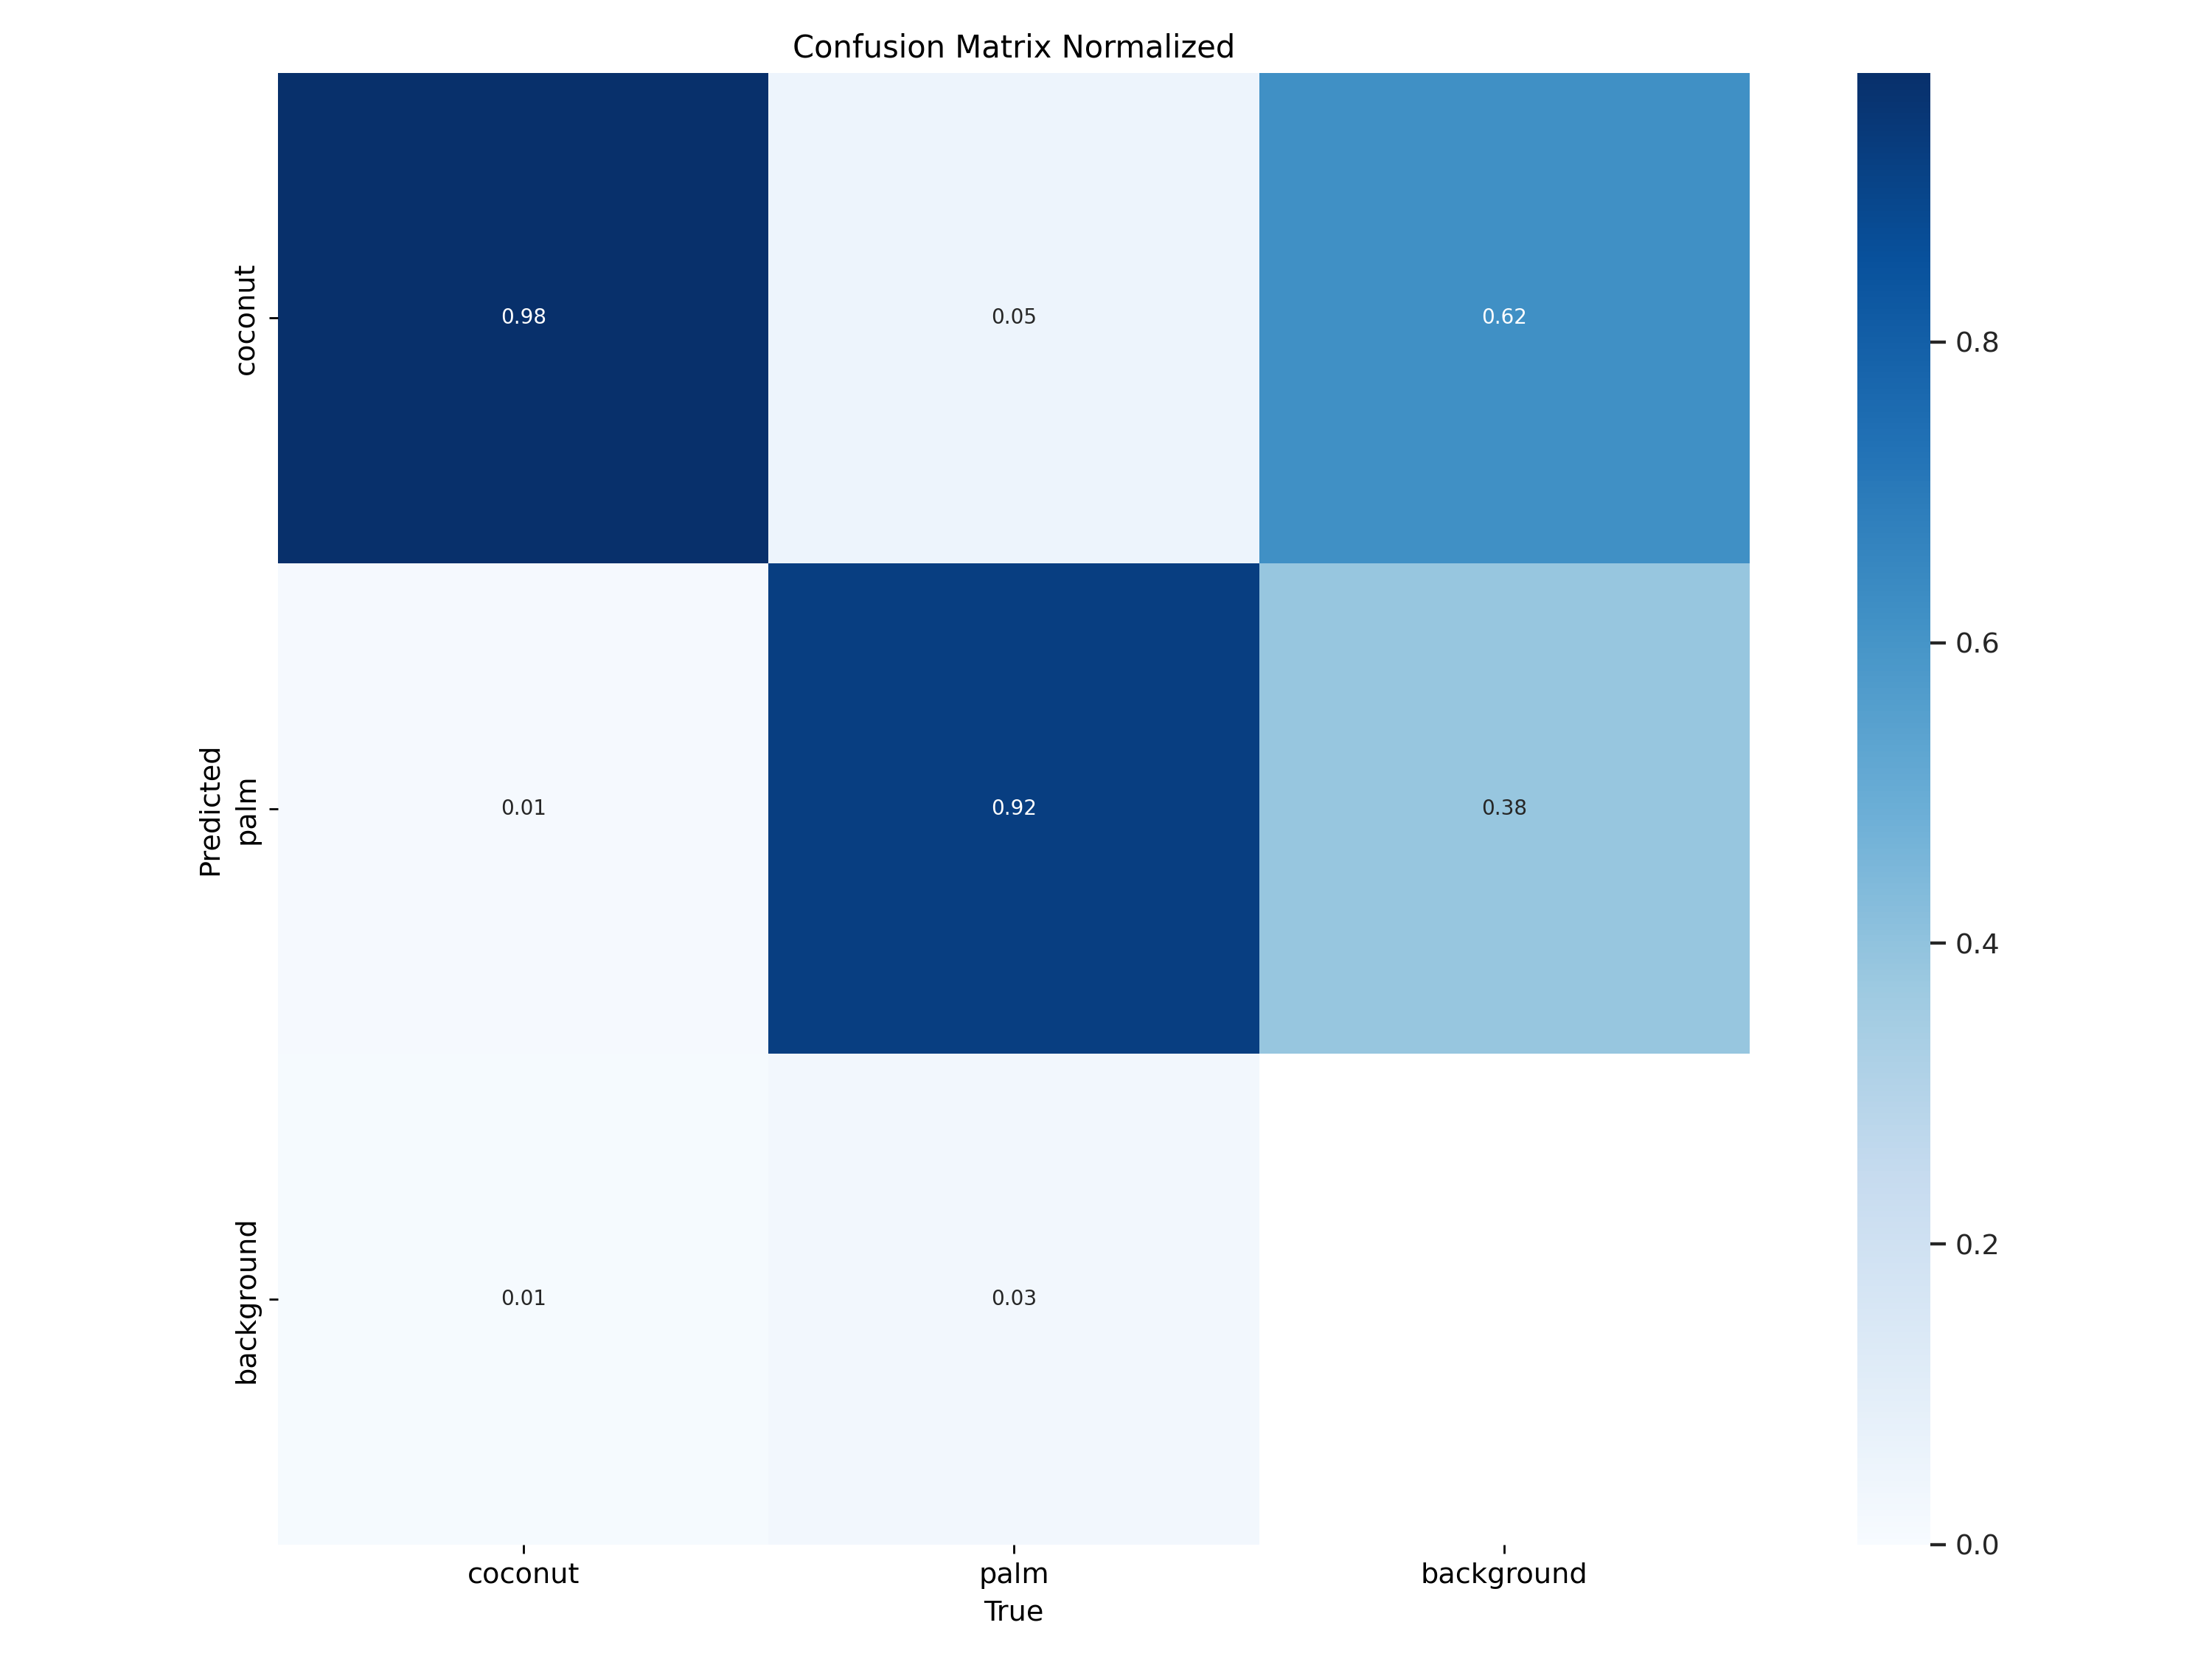 Confusion Matrix Normalized
coconut
0.98
0.05
0.62
0.8
0.6
Predicted
palm
0.01
0.92
0.38
0.4
0.2
background
0.01
0.03
0.0
coconut
palm
background
True